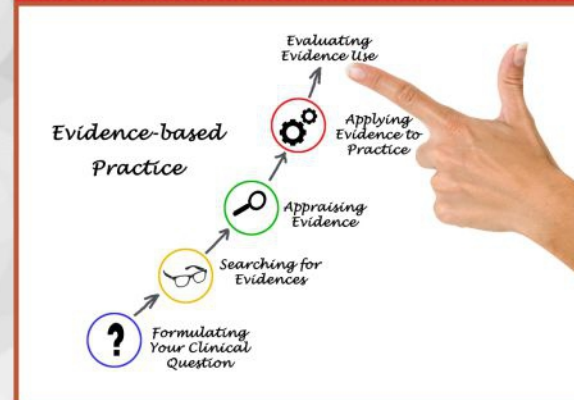 Evaluating
Evidence Use
Evidence-based
Practice
Applying
Evidence to
Practice
Appraising
Evidence
Searching for
Evidences
Formulating
Your Clinical
Question